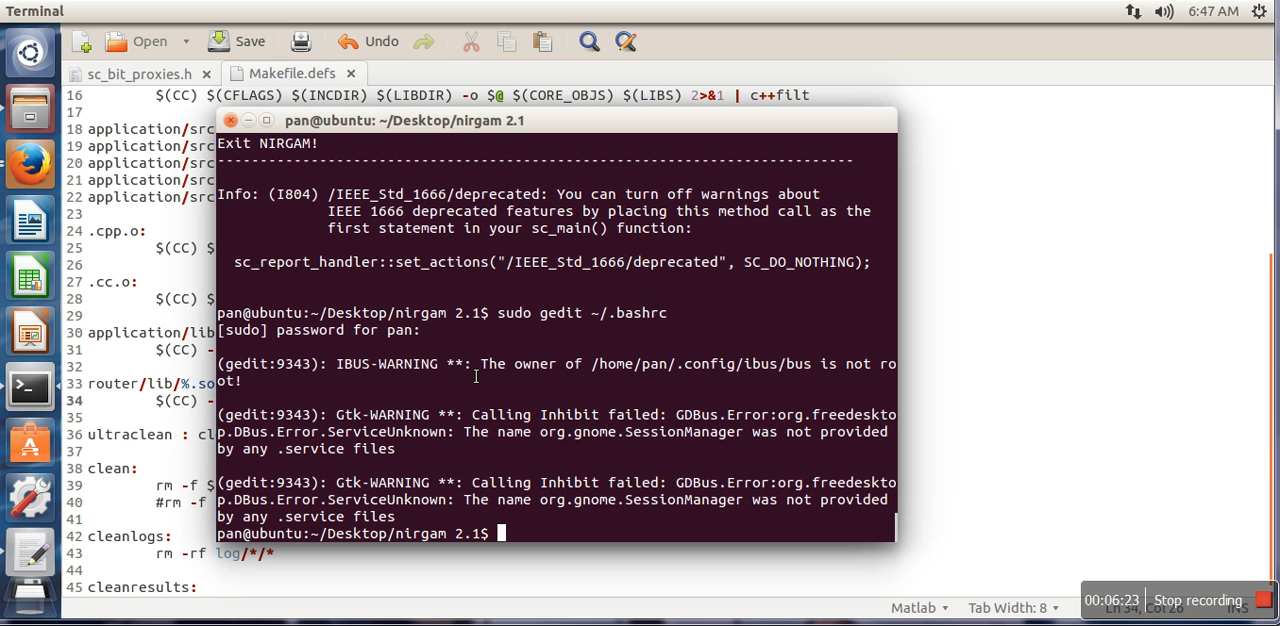 Terminal
6:47 AM
Open
Save
Undo
sc_bit_proxies.h ×
Makefile.defs ×
16 $(CC) $(CFLAGS) $(INCDIR) $(LIBDIR) -o $@ $(CORE_OBJS) $(LIBS) 2>&1 | c++filt
17
18 application/src
19 application/src
20 application/src
21 application/src
22 application/src
23
24 .cpp.o:
25 $(CC) $
26
27 .cc.o:
28 $(CC) $
29
30 application/lib
31 $(CC) -
32
33 router/lib/%.so
34 $(CC) -
35
36 ultraclean : cl
37
38 clean:
39 rm -f $
40 #rm -f
41
42 cleanlogs:
43 rm -rf log/*/*
44
45 cleanresults:
pan@ubuntu: ~/Desktop/nirgam 2.1
Exit NIRGAM!
---------------------------------------------------------------------------
Info: (I804) /IEEE_Std_1666/deprecated: You can turn off warnings about
IEEE 1666 deprecated features by placing this method call as the
first statement in your sc_main() function:
sc_report_handler::set_actions("/IEEE_Std_1666/deprecated", SC_DO_NOTHING);
pan@ubuntu:~/Desktop/nirgam 2.1$ sudo gedit ~/.bashrc
[sudo] password for pan:
(gedit:9343): IBUS-WARNING **: The owner of /home/pan/.config/ibus/bus is not ro
ot!
(gedit:9343): Gtk-WARNING **: Calling Inhibit failed: GDBus.Error:org.freedeskto
p.DBus.Error.ServiceUnknown: The name org.gnome.SessionManager was not provided
by any .service files
(gedit:9343): Gtk-WARNING **: Calling Inhibit failed: GDBus.Error:org.freedeskto
p.DBus.Error.ServiceUnknown: The name org.gnome.SessionManager was not provided
by any .service files
pan@ubuntu:~/Desktop/nirgam 2.1$
Matlab
Tab Width: 8
Ln 34, Col 26
INS
00:06:23
Stop recording